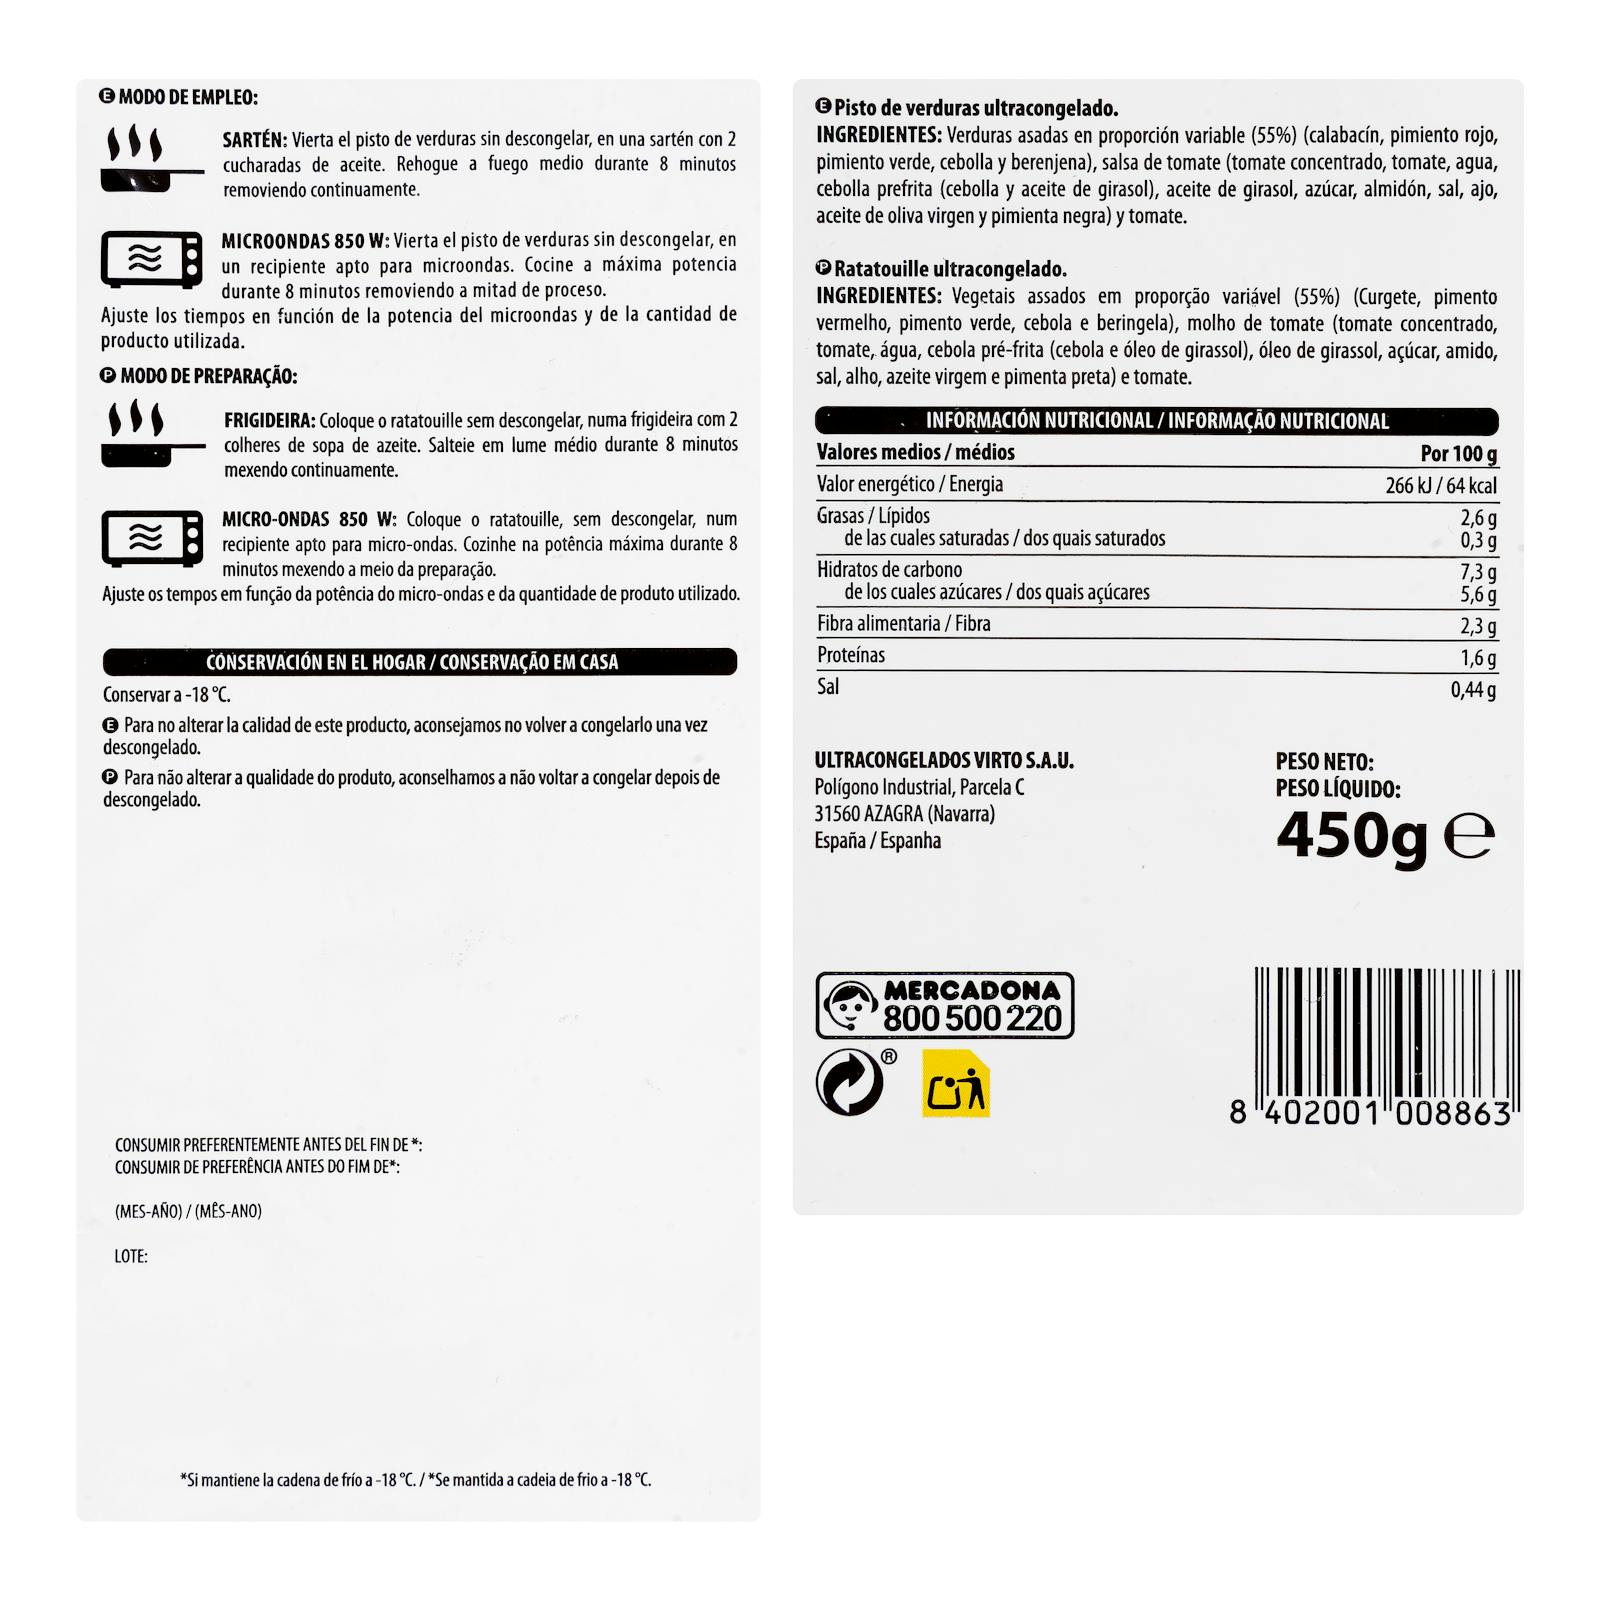 E MODO DE EMPLEO:
SARTÉN: Vierta el pisto de verduras sin descongelar, en una sartén con 2
cucharadas de aceite. Rehogue a fuego medio durante 8 minutos
removiendo continuamente.
MICROONDAS 850 W: Vierta el pisto de verduras sin descongelar, en
un recipiente apto para microondas. Cocine a máxima potencia
durante 8 minutos removiendo a mitad de proceso.
Ajuste los tiempos en función de la potencia del microondas y de la cantidad de
producto utilizada.
P MODO DE PREPARAÇÃO:
FRIGIDEIRA: Coloque o ratatouille sem descongelar, numa frigideira com 2
colheres de sopa de azeite. Salteie em lume médio durante 8 minutos
mexendo continuamente.
MICRO-ONDAS 850 W: Coloque o ratatouille, sem descongelar, num
recipiente apto para micro-ondas. Cozinhe na potência máxima durante 8
minutos mexendo a meio da preparação.
Ajuste os tempos em função da potência do micro-ondas e da quantidade de produto utilizado.
CONSERVACIÓN EN EL HOGAR / CONSERVAÇÃO EM CASA
Conservar a -18 °C.
E Para no alterar la calidad de este producto, aconsejamos no volver a congelarlo una vez
descongelado.
P Para não alterar a qualidade do produto, aconselhamos a não voltar a congelar depois de
descongelado.
CONSUMIR PREFERENTEMENTE ANTES DEL FIN DE *:
CONSUMIR DE PREFERÊNCIA ANTES DO FIM DE*:
(MES-AÑO) / (MÊS-ANO)
LOTE:
*Si mantiene la cadena de frío a -18 °C. / *Se mantida a cadeia de frio a -18 °C.
E Pisto de verduras ultracongelado.
INGREDIENTES: Verduras asadas en proporción variable (55%) (calabacín, pimiento rojo,
pimiento verde, cebolla y berenjena), salsa de tomate (tomate concentrado, tomate, agua,
cebolla prefrita (cebolla y aceite de girasol), aceite de girasol, azúcar, almidón, sal, ajo,
aceite de oliva virgen y pimienta negra) y tomate.
P Ratatouille ultracongelado.
INGREDIENTES: Vegetais assados em proporção variável (55%) (Curgete, pimento
vermelho, pimento verde, cebola e beringela), molho de tomate (tomate concentrado,
tomate, água, cebola pré-frita (cebola e óleo de girassol), óleo de girassol, açúcar, amido,
sal, alho, azeite virgem e pimenta preta) e tomate.
INFORMACIÓN NUTRICIONAL / INFORMAÇÃO NUTRICIONAL
Valores medios / médios Por 100 g
Valor energético / Energia 266 kJ / 64 kcal
Grasas / Lípidos 2,6 g
de las cuales saturadas / dos quais saturados 0,3 g
Hidratos de carbono 7,3 g
de los cuales azúcares / dos quais açúcares 5,6 g
Fibra alimentaria / Fibra 2,3 g
Proteínas 1,6 g
Sal 0,44 g
ULTRACONGELADOS VIRTO S.A.U.
Polígono Industrial, Parcela C
31560 AZAGRA (Navarra)
España / Espanha
PESO NETO:
PESO LÍQUIDO:
450g e
MERCADONA
800 500 220
®
8 402001 008863